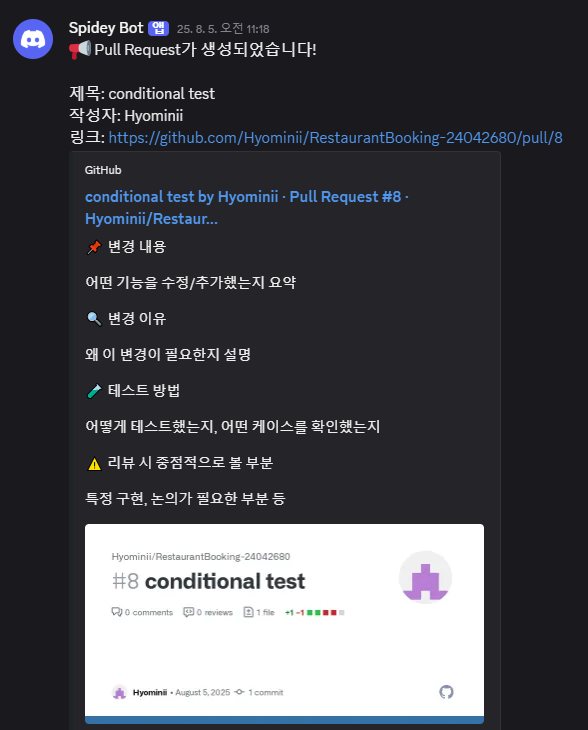 Spidey Bot 앱 25. 8. 5. 오전 11:18
Pull Request가 생성되었습니다!
제목: conditional test
작성자: Hyominii
링크: https://github.com/Hyominii/RestaurantBooking-24042680/pull/8
GitHub
conditional test by Hyominii · Pull Request #8 ·
Hyominii/Restaur...
📌 변경 내용
어떤 기능을 수정/추가했는지 요약
🔍 변경 이유
왜 이 변경이 필요한지 설명
🧪 테스트 방법
어떻게 테스트했는지, 어떤 케이스를 확인했는지
⚠️ 리뷰 시 중점적으로 볼 부분
특정 구현, 논의가 필요한 부분 등
Hyominii/RestaurantBooking-24042680
#8 conditional test
0 comments 0 reviews 1 file +1 −1
Hyominii • August 5, 2025 1 commit